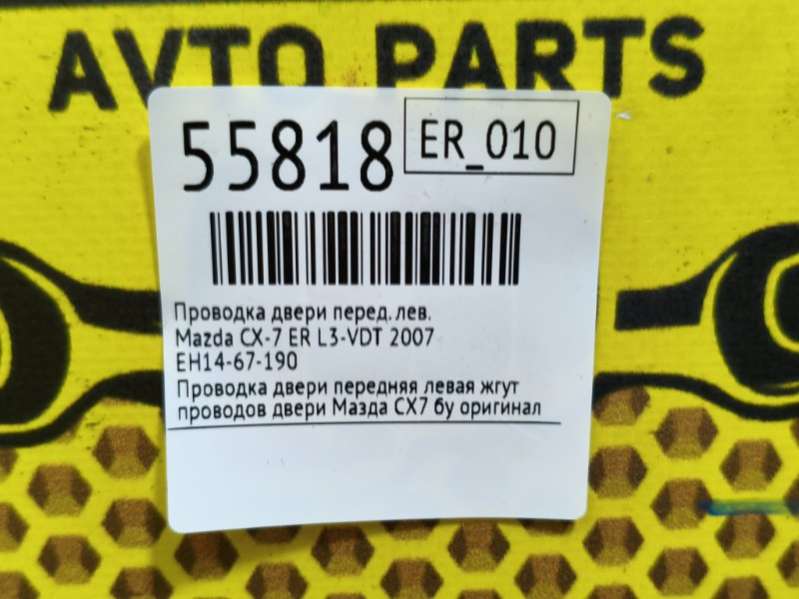 AVTO PARTS
55818
ER_010
Проводка двери перед. лев.
Mazda CX-7 ER L3-VDT 2007
EH14-67-190
Проводка двери передняя левая жгут
проводов двери Мазда СХ7 бу оригинал